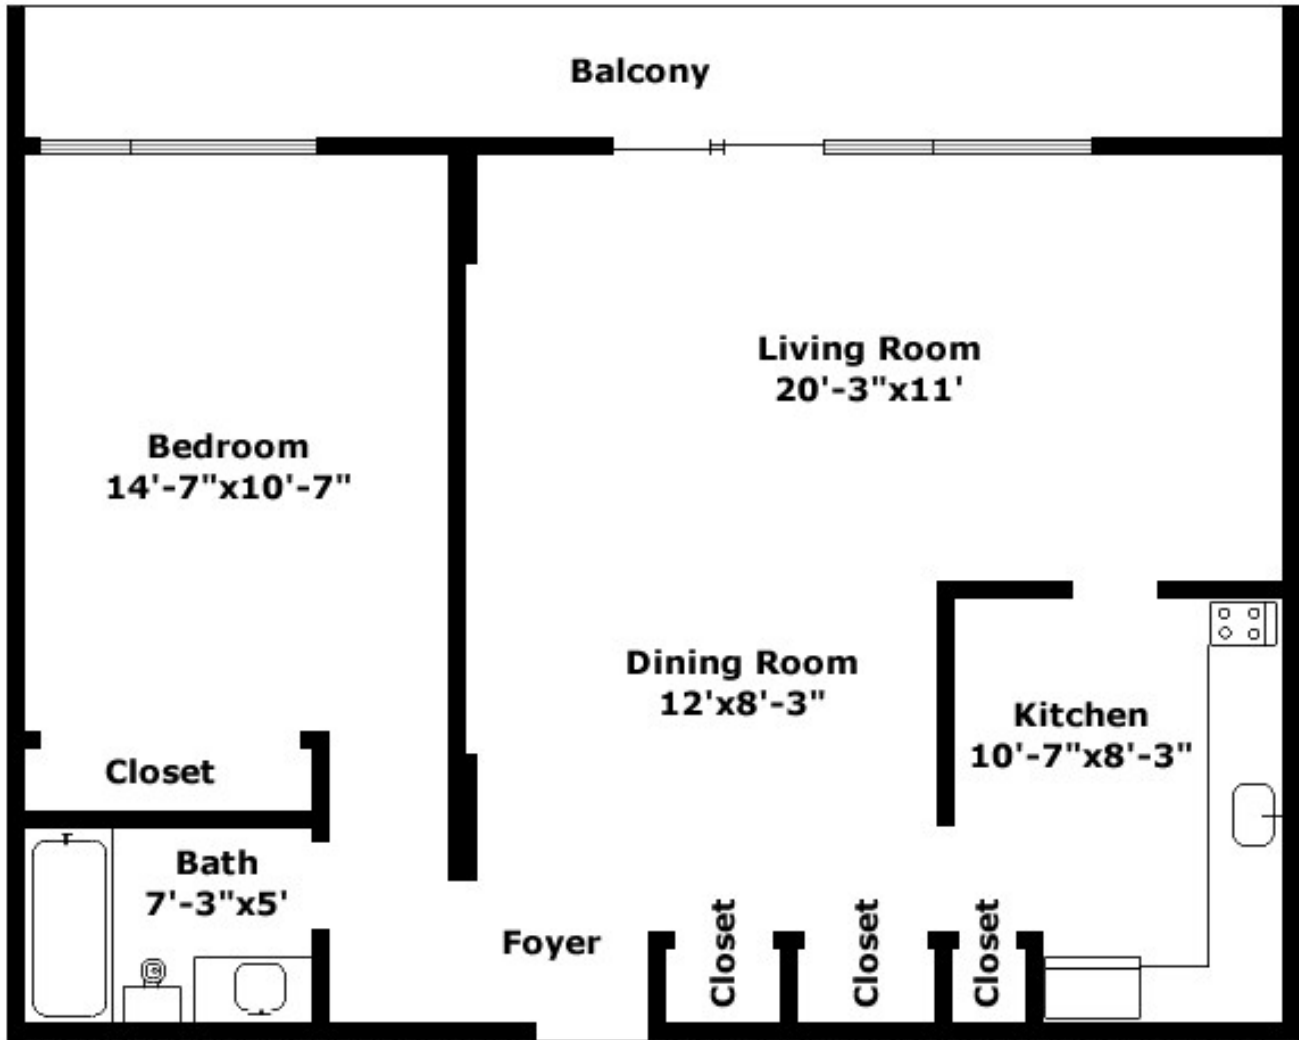 Balcony
Living Room
20'-3"x11'
Bedroom
14'-7"x10'-7"
Dining Room
12'x8'-3"
Kitchen
10'-7"x8'-3"
Closet
Bath
7'-3"x5'
Foyer
Closet
Closet
Closet